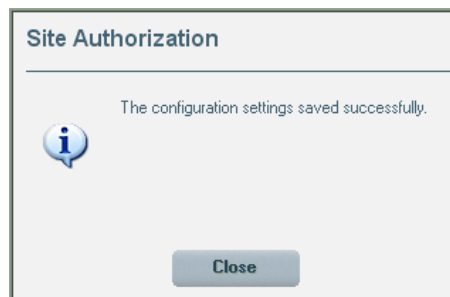 Site Authorization
The configuration settings saved successfully.
Close